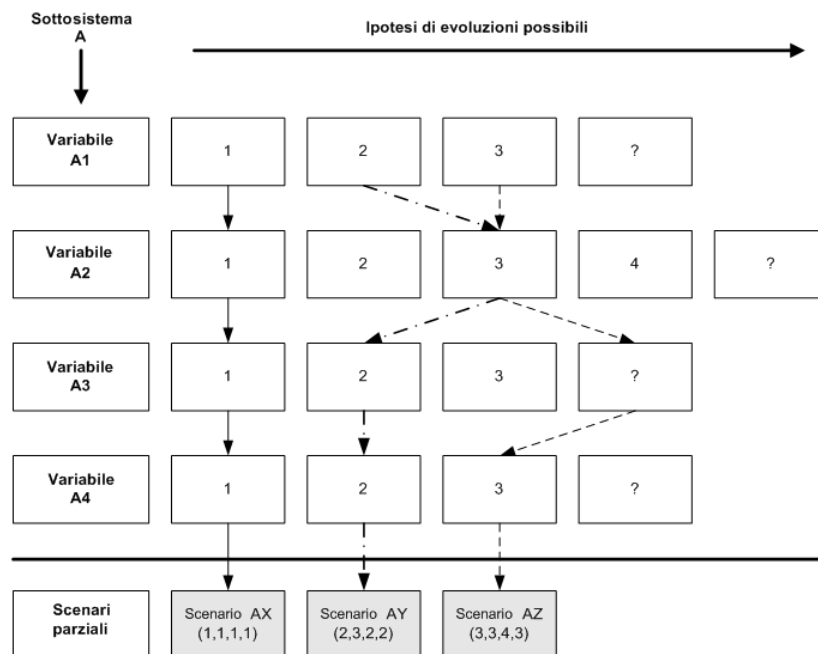 Sottosistema
A
Ipotesi di evoluzioni possibili
Variabile
A1
1
2
3
?
Variabile
A2
1
2
3
4
?
Variabile
A3
1
2
3
?
Variabile
A4
1
2
3
?
Scenari
parziali
Scenario AX
(1,1,1,1)
Scenario AY
(2,3,2,2)
Scenario AZ
(3,3,4,3)